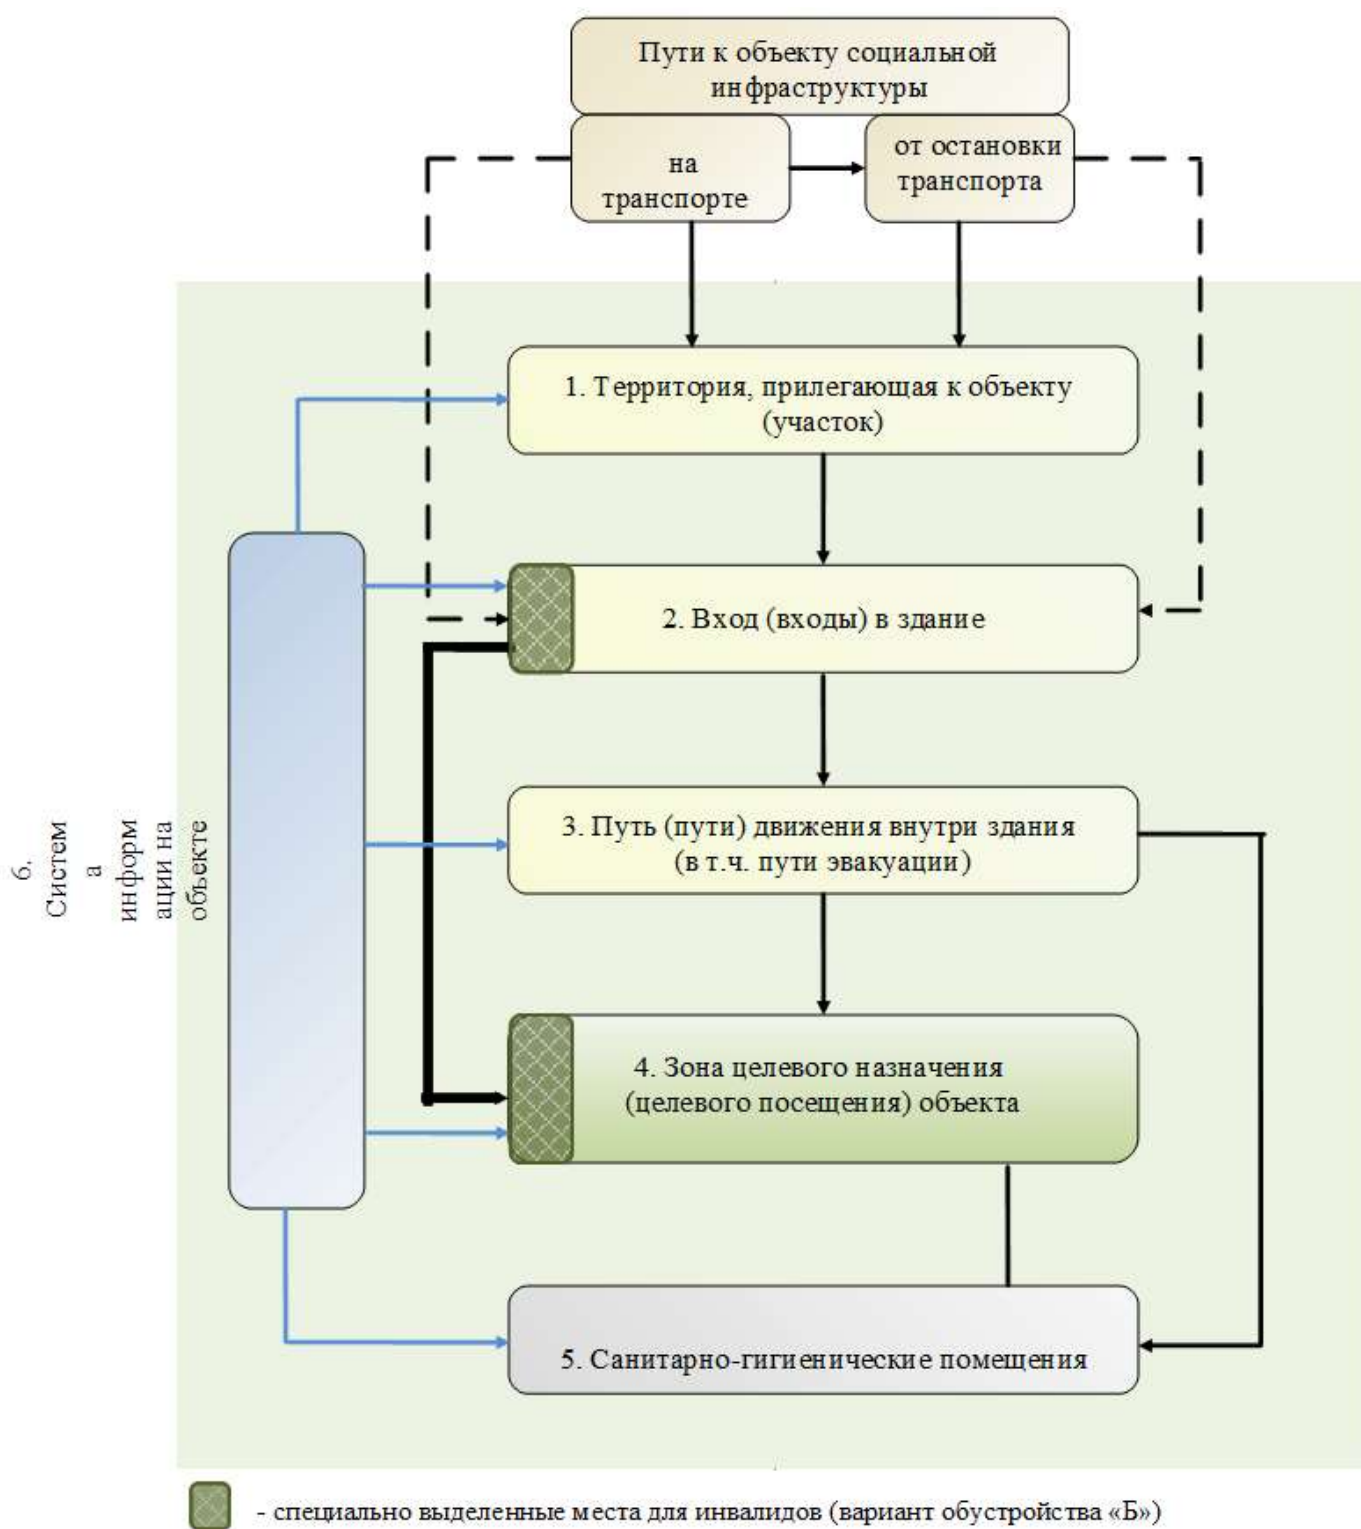 Пути к объекту социальной
инфраструктуры
на
транспорте
от остановки
транспорта
1. Территория, прилегающая к объекту
(участок)
2. Вход (входы) в здание
3. Путь (пути) движения внутри здания
(в т.ч. пути эвакуации)
4. Зона целевого назначения
(целевого посещения) объекта
5. Санитарно-гигиенические помещения
6.
Систем
а
информ
ации на
объекте
- специально выделенные места для инвалидов (вариант обустройства «Б»)